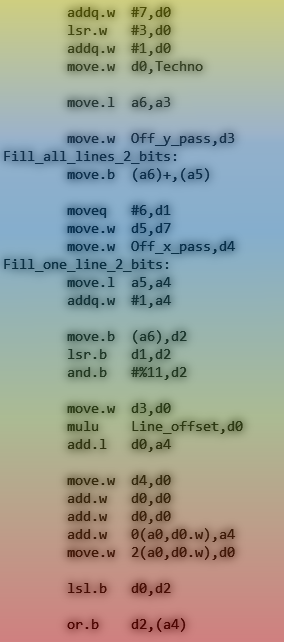 addq.w #7,d0
lsr.w #3,d0
addq.w #1,d0
move.w d0,Techno
move.l a6,a3
move.w Off_y_pass,d3
Fill_all_lines_2_bits:
move.b (a6)+,(a5)
moveq #6,d1
move.w d5,d7
move.w Off_x_pass,d4
Fill_one_line_2_bits:
move.l a5,a4
addq.w #1,a4
move.b (a6),d2
lsr.b d1,d2
and.b #%11,d2
move.w d3,d0
mulu Line_offset,d0
add.l d0,a4
move.w d4,d0
add.w d0,d0
add.w d0,d0
add.w 0(a0,d0.w),a4
move.w 2(a0,d0.w),d0
lsl.b d0,d2
or.b d2,(a4)